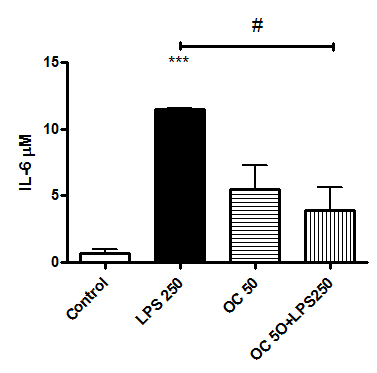 #
***
15
10
5
0
IL-6 μM
Control
LPS 250
OC 50
OC 5O+LPS250